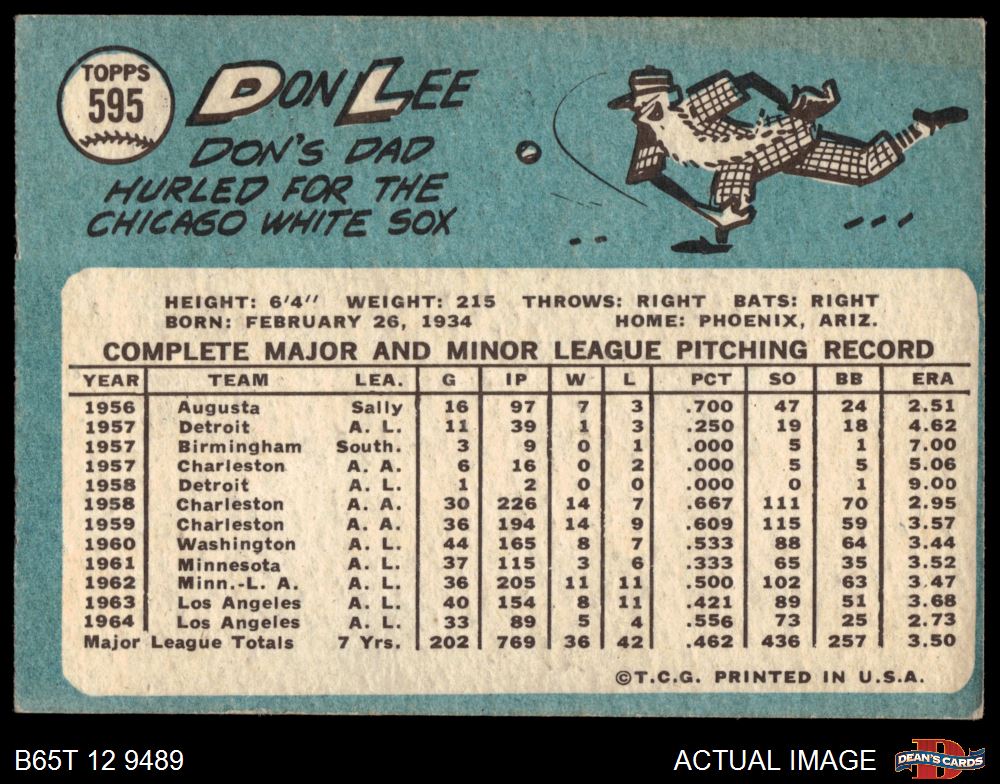 TOPPS
595
DON LEE
DON'S DAD
HURLED FOR THE
CHICAGO WHITE SOX
HEIGHT: 6'4" WEIGHT: 215 THROWS: RIGHT BATS: RIGHT
BORN: FEBRUARY 26, 1934 HOME: PHOENIX, ARIZ.
COMPLETE MAJOR AND MINOR LEAGUE PITCHING RECORD
YEAR TEAM LEA. G IP W L PCT SO BB ERA
1956 Augusta Sally 16 97 7 3 .700 47 24 2.51
1957 Detroit A. L. 11 39 1 3 .250 19 18 4.62
1957 Birmingham South. 3 9 0 1 .000 5 1 7.00
1957 Charleston A. A. 6 16 0 2 .000 5 5 5.06
1958 Detroit A. L. 1 2 0 0 .000 0 1 9.00
1958 Charleston A. A. 30 226 14 7 .667 111 70 2.95
1959 Charleston A. A. 36 194 14 9 .609 115 59 3.57
1960 Washington A. L. 44 165 8 7 .533 88 64 3.44
1961 Minnesota A. L. 37 115 3 6 .333 65 35 3.52
1962 Minn.-L. A. A. L. 36 205 11 11 .500 102 63 3.47
1963 Los Angeles A. L. 40 154 8 11 .421 89 51 3.68
1964 Los Angeles A. L. 33 89 5 4 .556 73 25 2.73
Major League Totals 7 Yrs. 202 769 36 42 .462 436 257 3.50
©T.C.G. PRINTED IN U.S.A.
B65T 12 9489 ACTUAL IMAGE
D
DEAN'S CARDS